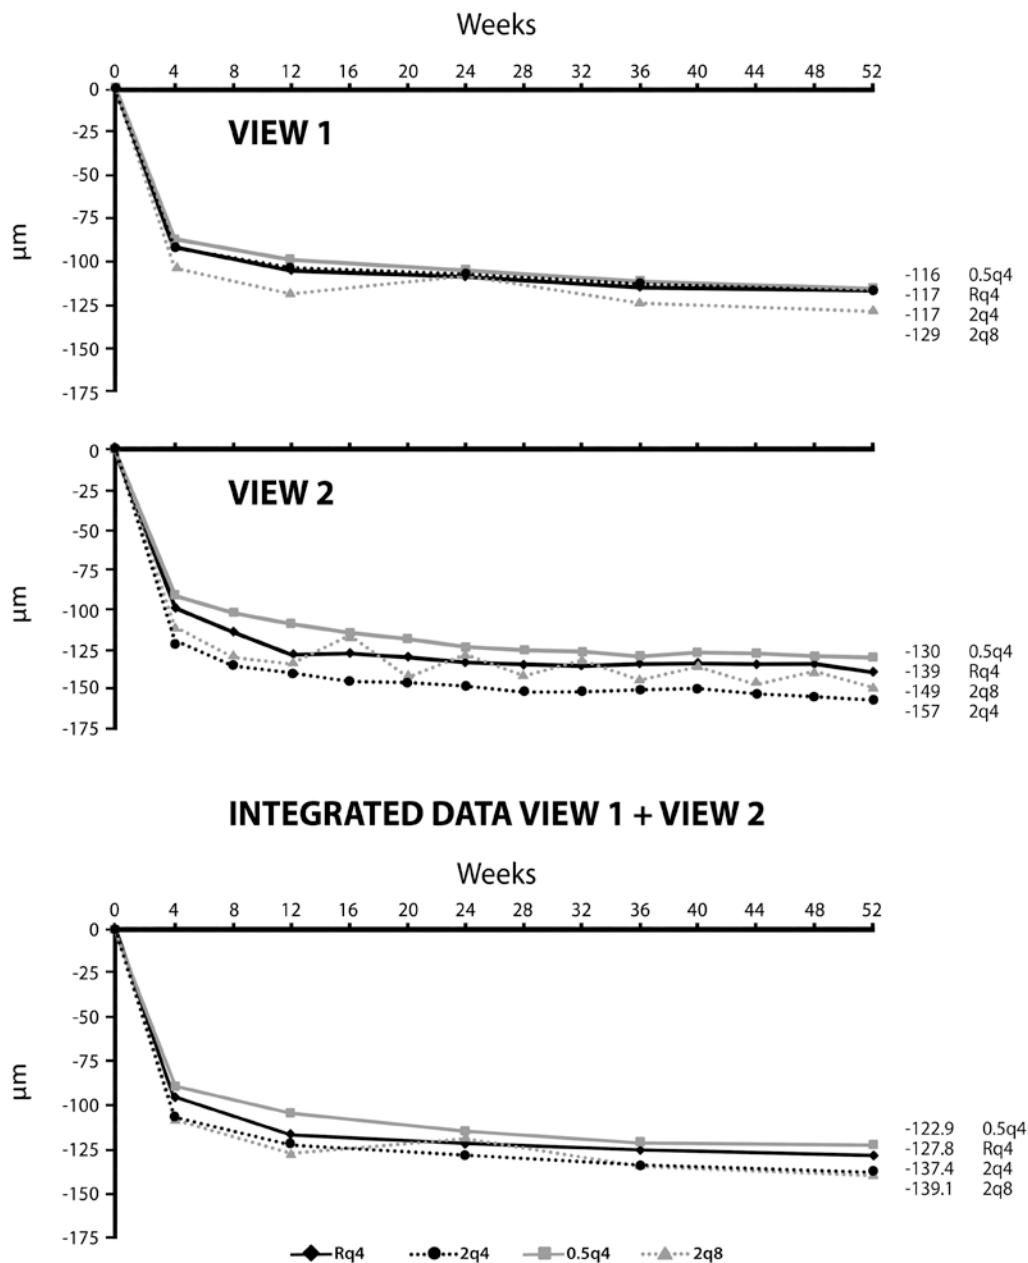 Weeks
0 4 8 12 16 20 24 28 32 36 40 44 48 52
0
VIEW 1
-25
-50
-75
µm
-100
-125
-150
-175
-116 0.5q4
-117 Rq4
-117 2q4
-129 2q8
0
VIEW 2
-25
-50
-75
µm
-100
-125
-150
-175
-130 0.5q4
-139 Rq4
-149 2q8
-157 2q4
INTEGRATED DATA VIEW 1 + VIEW 2
Weeks
0 4 8 12 16 20 24 28 32 36 40 44 48 52
0
-25
-50
-75
µm
-100
-125
-150
-175
-122.9 0.5q4
-127.8 Rq4
-137.4 2q4
-139.1 2q8
Rq4 2q4 0.5q4 2q8